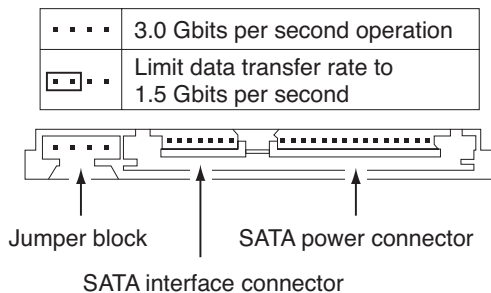 3.0 Gbits per second operation
Limit data transfer rate to
1.5 Gbits per second
Jumper block
SATA power connector
SATA interface connector